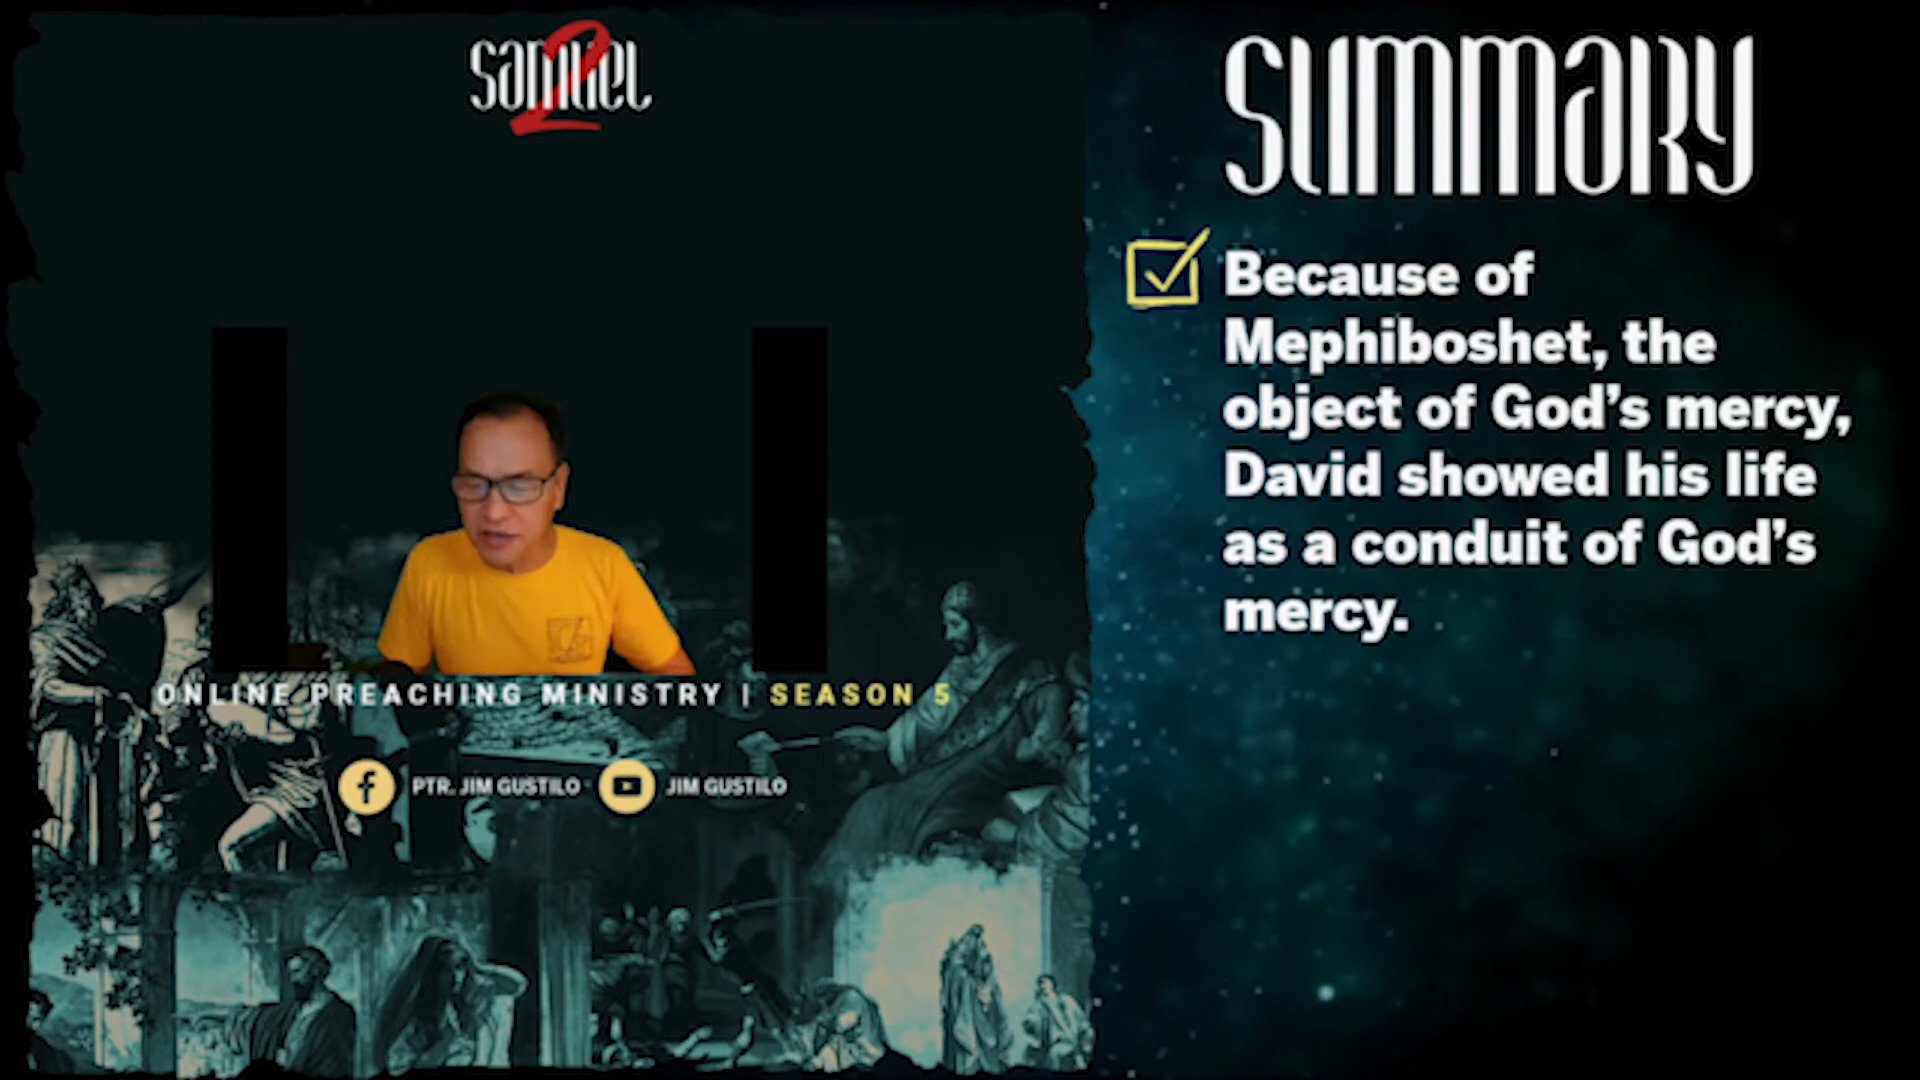 2 Samuel
ONLINE PREACHING MINISTRY | SEASON 5
PTR. JIM GUSTILO JIM GUSTILO
SUMMARY
Because of
Mephiboshet, the
object of God's mercy,
David showed his life
as a conduit of God's
mercy.